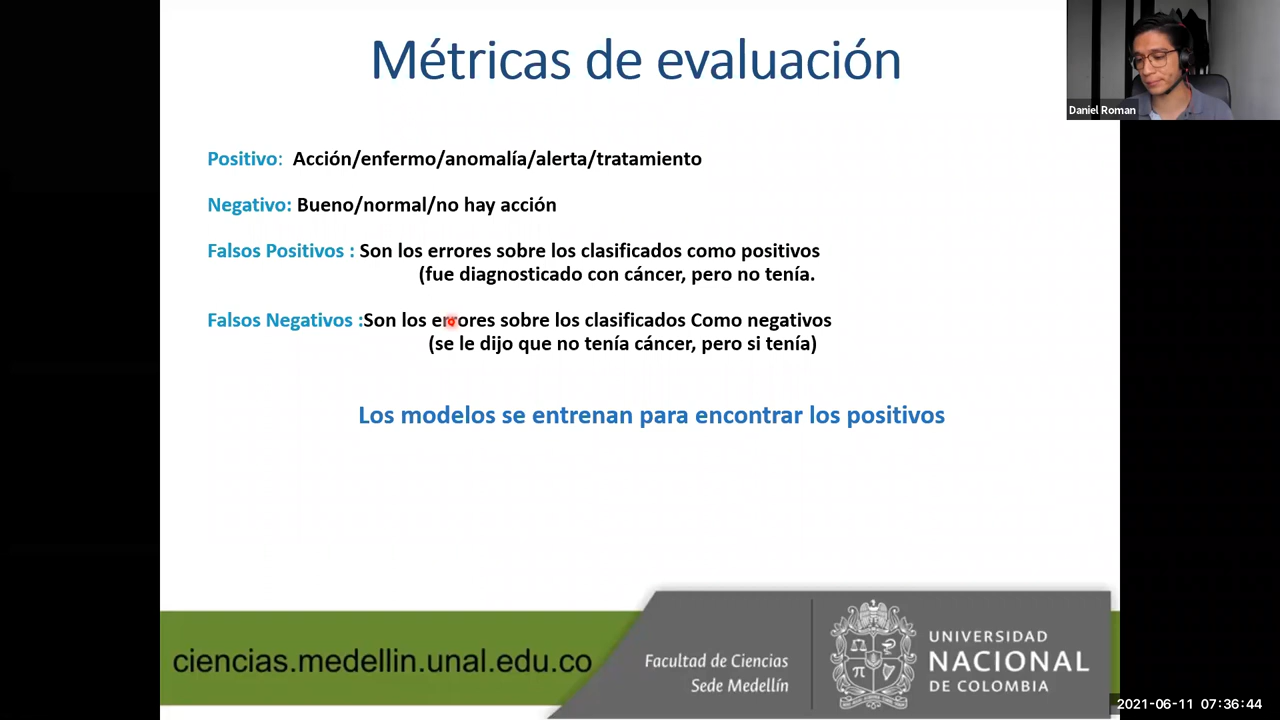 Métricas de evaluación
Daniel Roman
Positivo: Acción/enfermo/anomalía/alerta/tratamiento
Negativo: Bueno/normal/no hay acción
Falsos Positivos : Son los errores sobre los clasificados como positivos
(fue diagnosticado con cáncer, pero no tenía.
Falsos Negativos :Son los errores sobre los clasificados Como negativos
(se le dijo que no tenía cáncer, pero si tenía)
Los modelos se entrenan para encontrar los positivos
ciencias.medellin.unal.edu.co
Facultad de Ciencias
Sede Medellín
UNIVERSIDAD
NACIONAL
DE COLOMBIA
2021-06-11 07:36:44